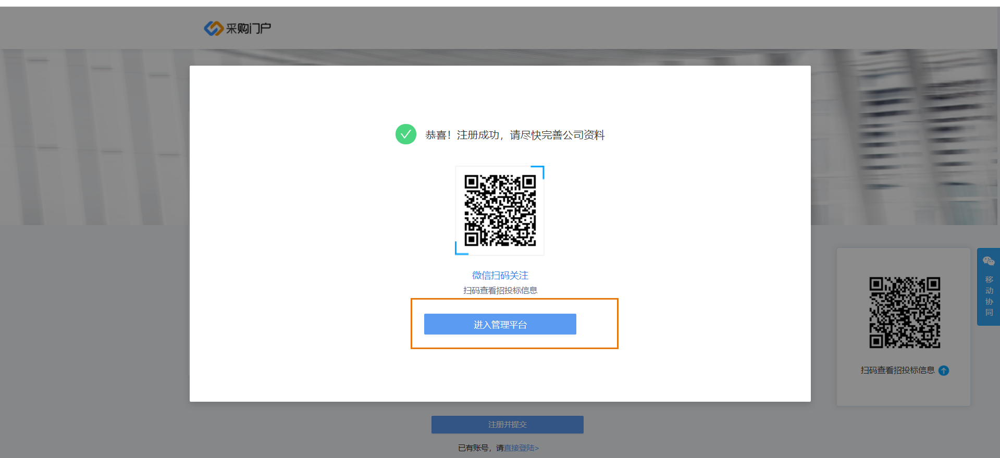 采购门户
恭喜！注册成功，请尽快完善公司资料
微信扫码关注
扫码查看招投标信息
进入管理平台
移动协同
扫码查看招投标信息
注册并提交
已有账号，请直接登陆>